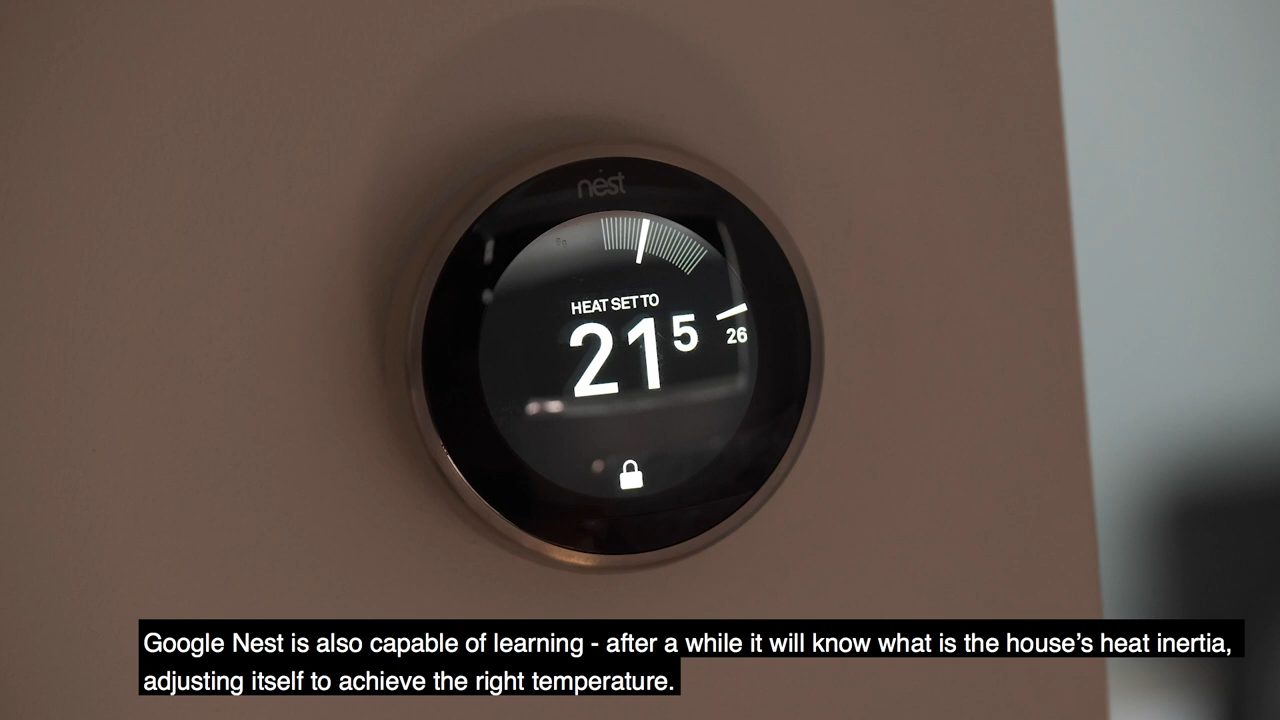 nest
HEAT SET TO
21 5
26
Google Nest is also capable of learning - after a while it will know what is the house’s heat inertia,
adjusting itself to achieve the right temperature.